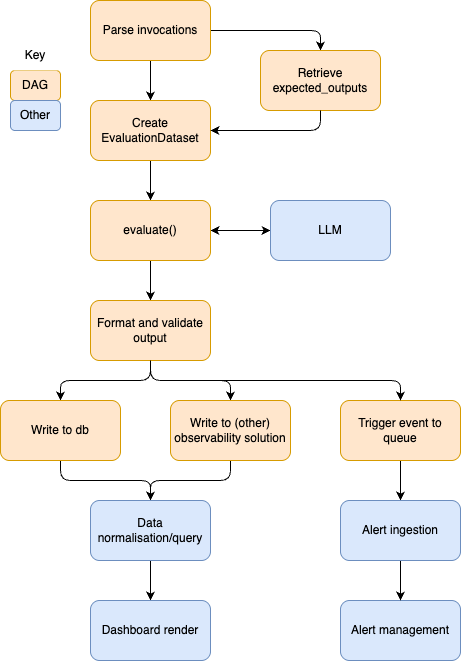 Parse invocations
Key
DAG
Other
Retrieve
expected_outputs
Create
EvaluationDataset
evaluate()
LLM
Format and validate
output
Write to db
Write to (other)
observability solution
Trigger event to
queue
Data
normalisation/query
Alert ingestion
Dashboard render
Alert management